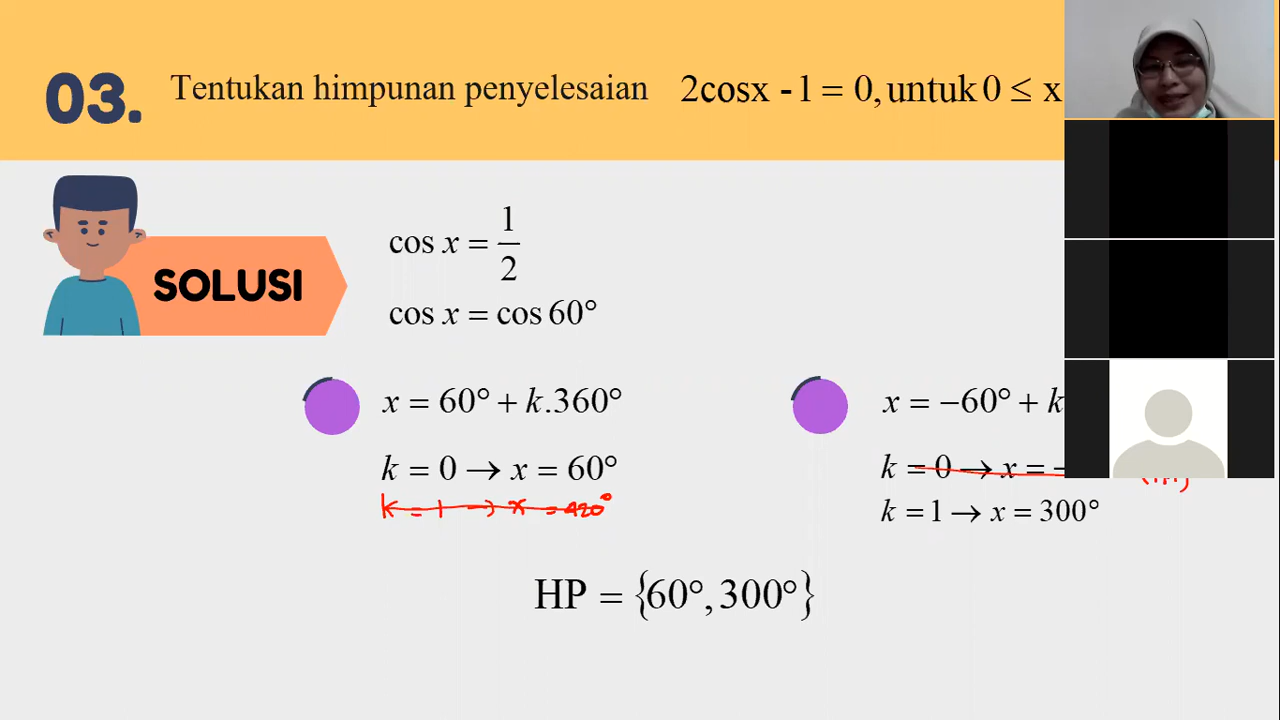 03. Tentukan himpunan penyelesaian 2cosx - 1 = 0, untuk 0 ≤ x
SOLUSI
cos x = 1/2
cos x = cos 60°
x = 60° + k.360°
k = 0 → x = 60°
k = 1 → x = 420°
x = −60° + k
k = 0 → x = −
k = 1 → x = 300°
HP = {60°, 300°}